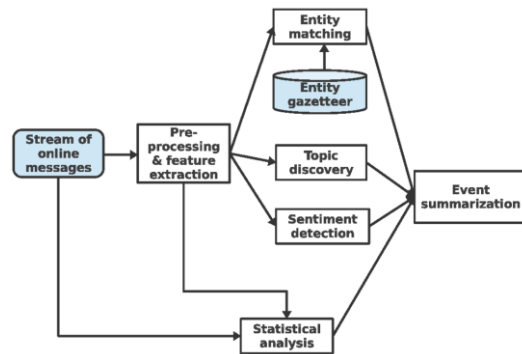 Entity
matching
Entity
gazetteer
Stream of
online
messages
Pre-
processing
& feature
extraction
Topic
discovery
Sentiment
detection
Event
summarization
Statistical
analysis